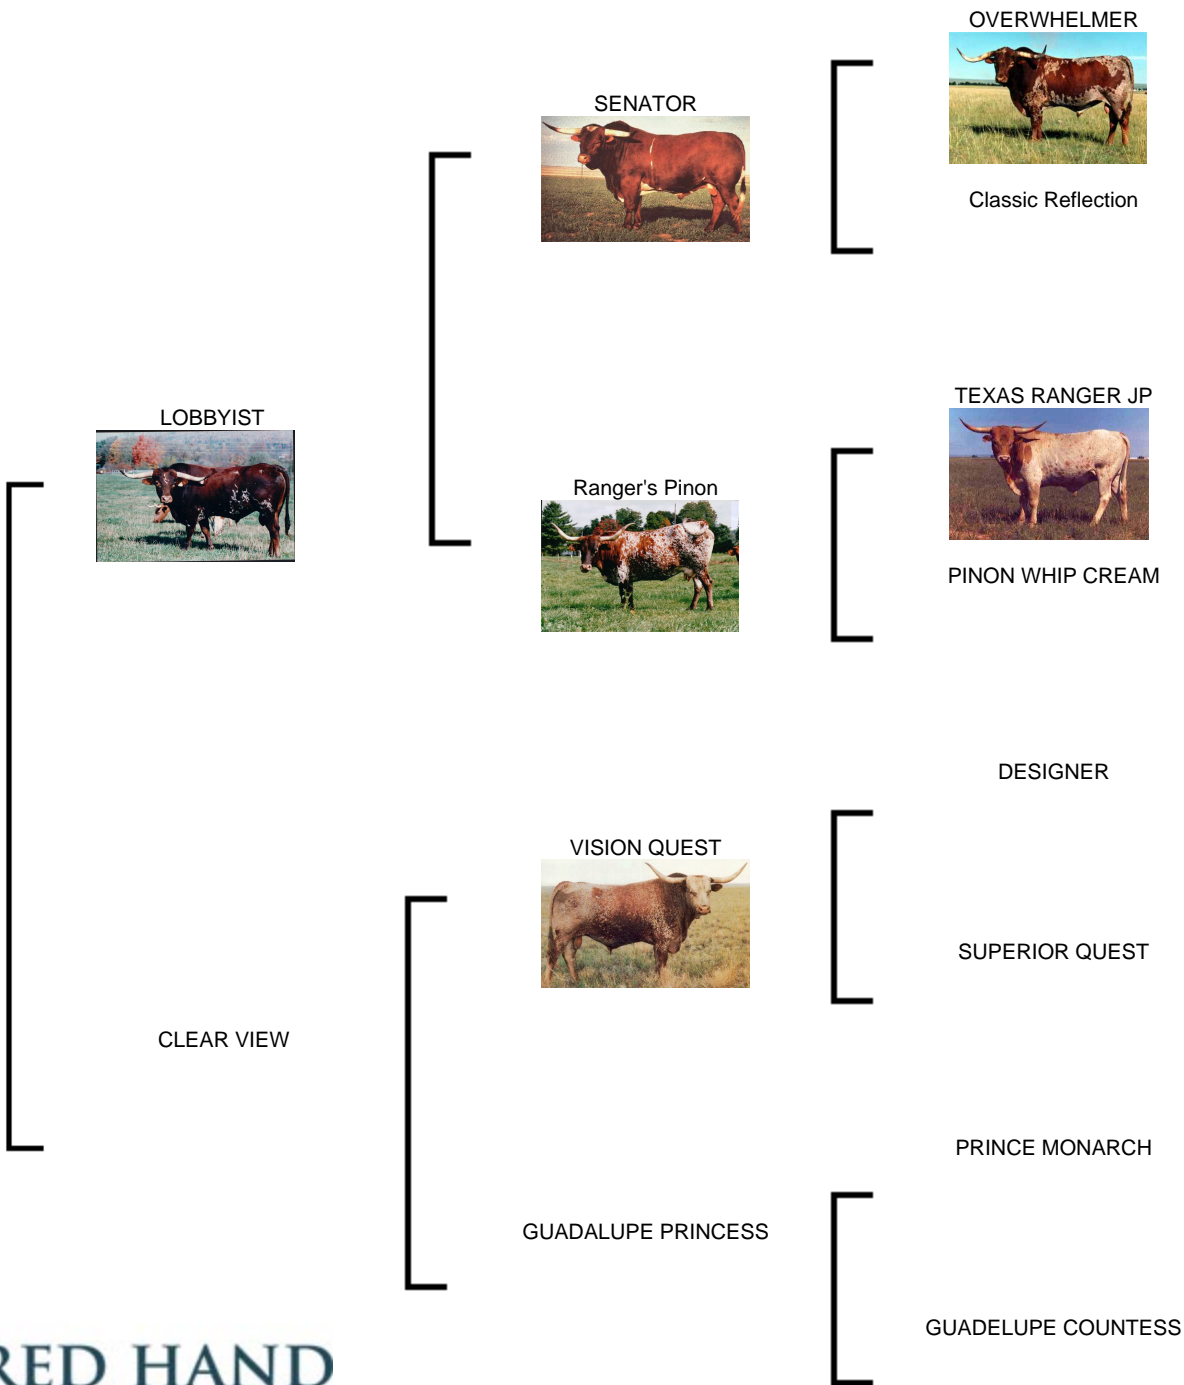 OVERWHELMER
SENATOR
Classic Reflection
TEXAS RANGER JP
LOBBYIST
Ranger's Pinon
PINON WHIP CREAM
DESIGNER
VISION QUEST
SUPERIOR QUEST
CLEAR VIEW
PRINCE MONARCH
GUADALUPE PRINCESS
GUADELUPE COUNTESS
RED HAND